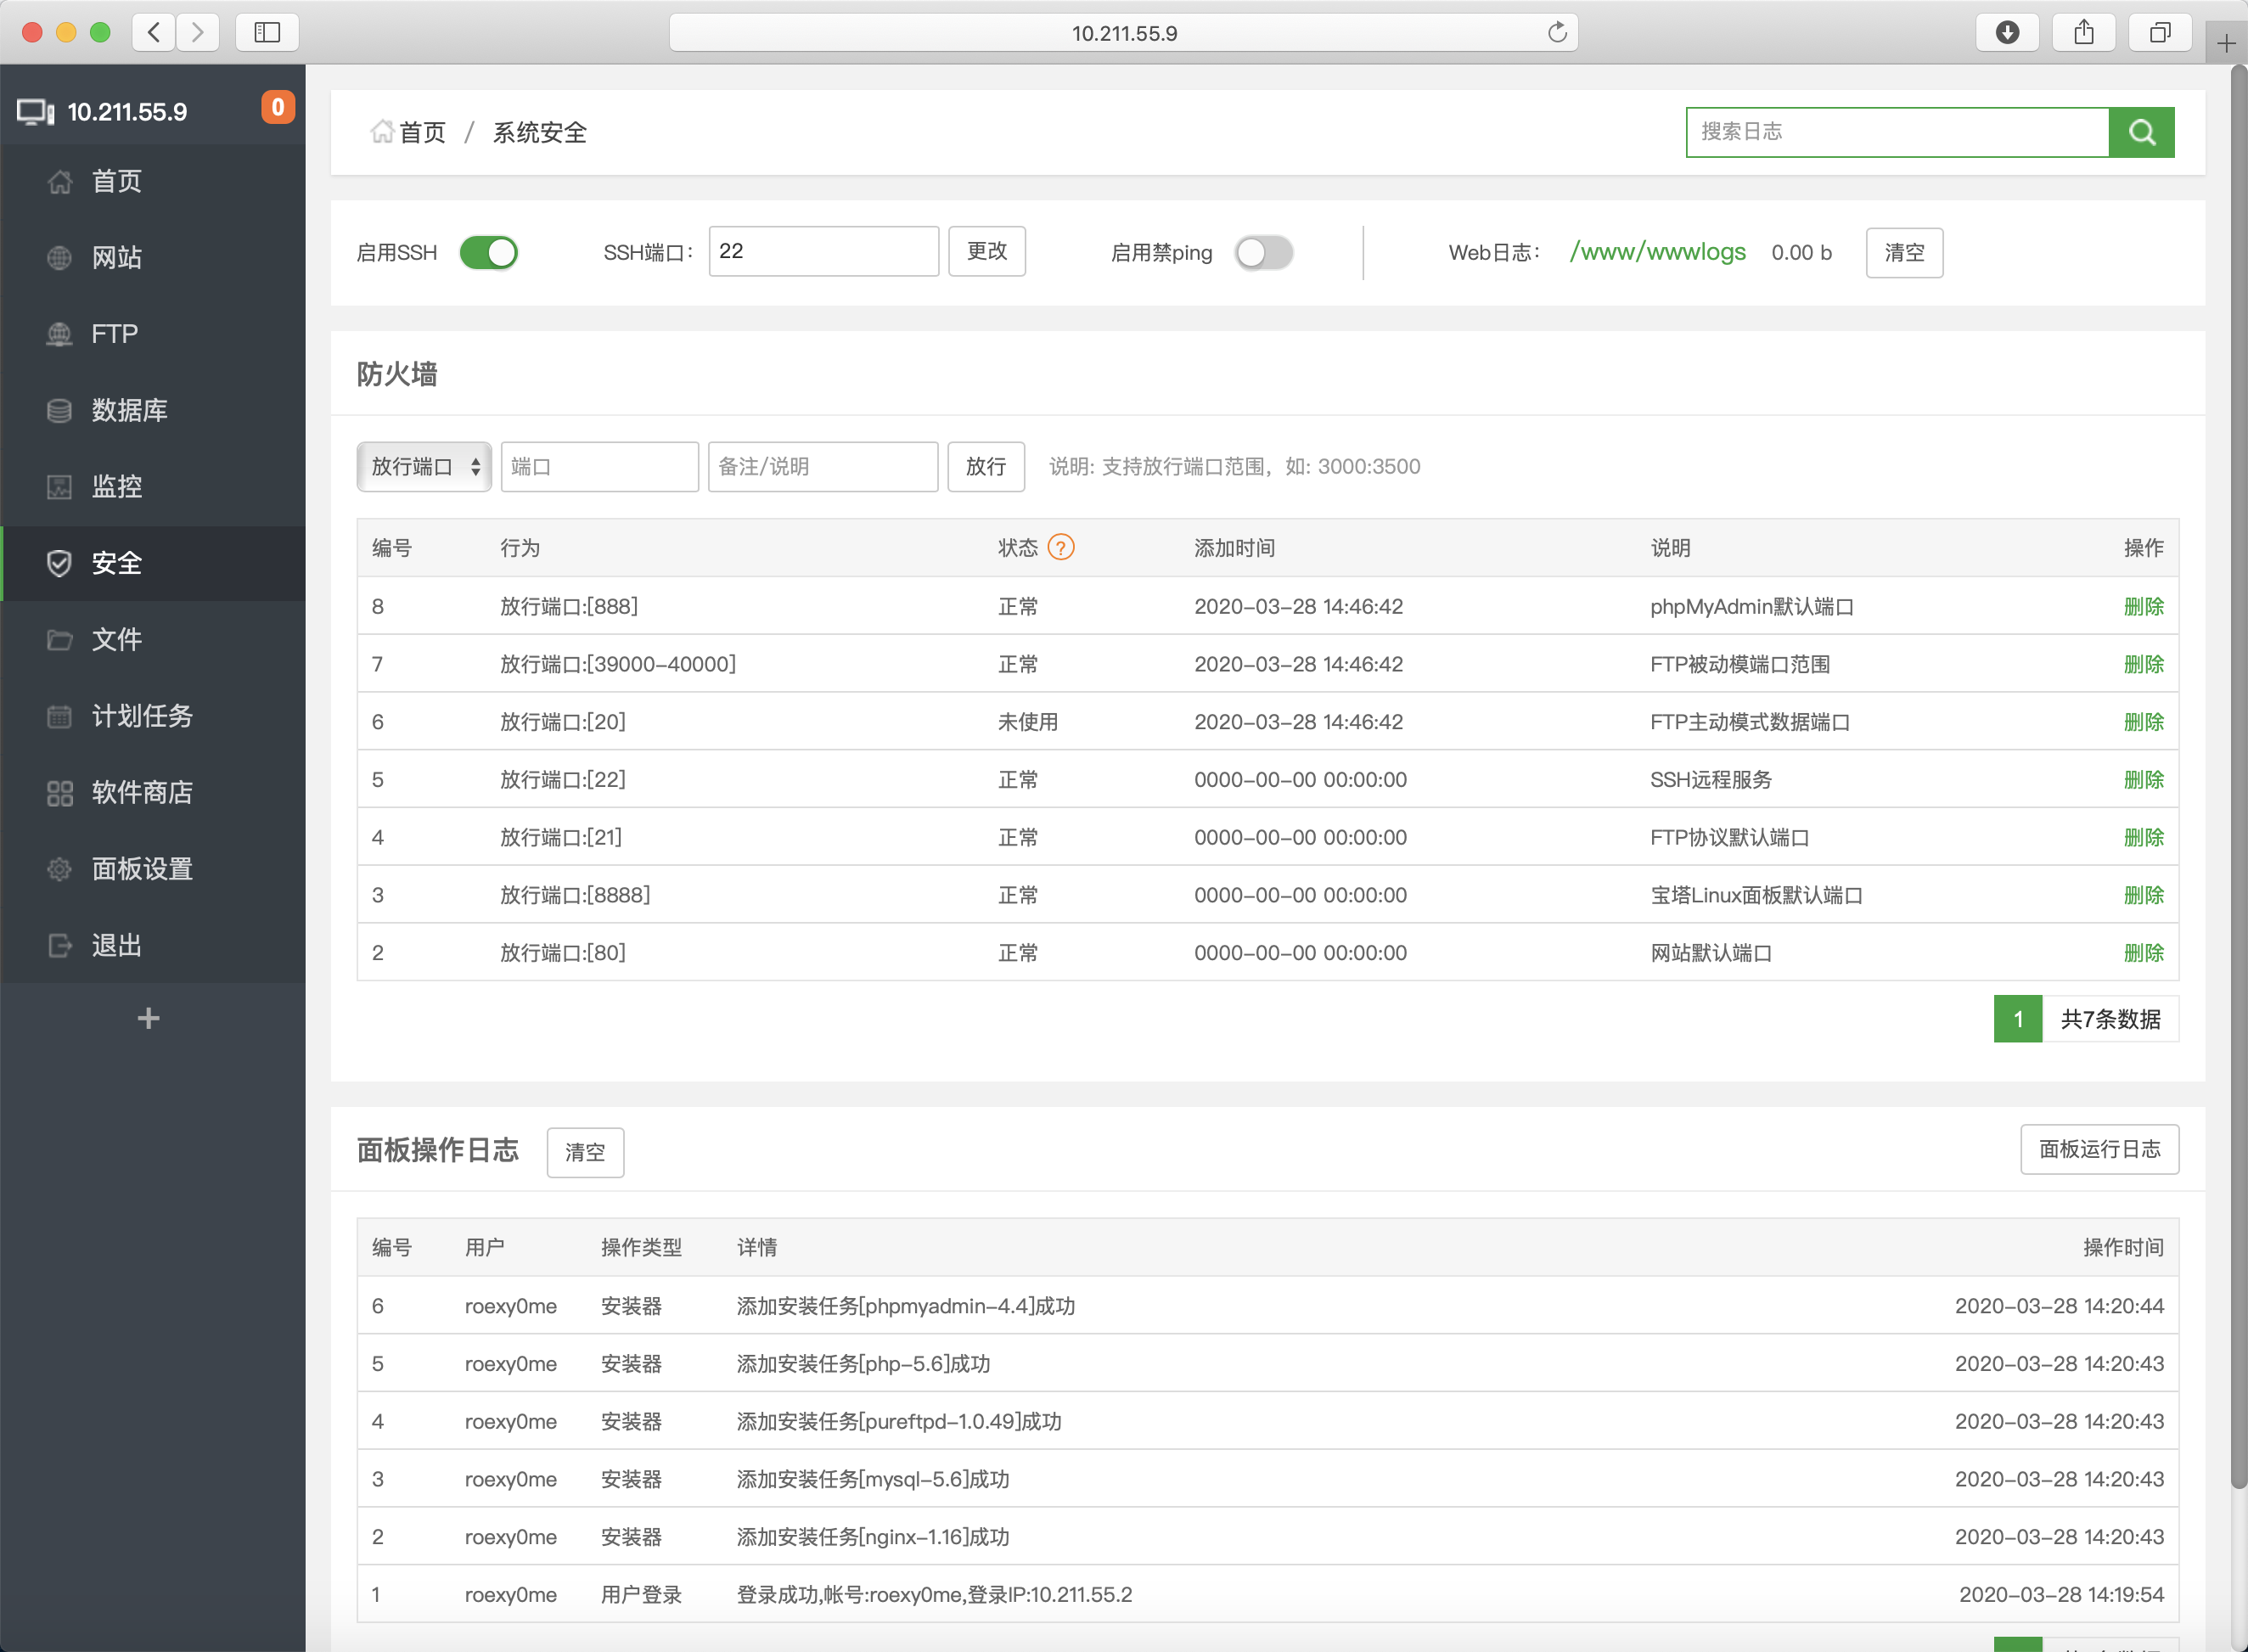 10.211.55.9
10.211.55.9 0
首页
网站
FTP
数据库
监控
安全
文件
计划任务
软件商店
面板设置
退出
首页 / 系统安全
搜索日志
启用SSH SSH端口: 22 更改 启用禁ping Web日志: /www/wwwlogs 0.00 b 清空
防火墙
放行端口 端口 备注/说明 放行 说明: 支持放行端口范围，如: 3000:3500
编号 行为 状态 ? 添加时间 说明 操作
8 放行端口:[888] 正常 2020-03-28 14:46:42 phpMyAdmin默认端口 删除
7 放行端口:[39000-40000] 正常 2020-03-28 14:46:42 FTP被动模端口范围 删除
6 放行端口:[20] 未使用 2020-03-28 14:46:42 FTP主动模式数据端口 删除
5 放行端口:[22] 正常 0000-00-00 00:00:00 SSH远程服务 删除
4 放行端口:[21] 正常 0000-00-00 00:00:00 FTP协议默认端口 删除
3 放行端口:[8888] 正常 0000-00-00 00:00:00 宝塔Linux面板默认端口 删除
2 放行端口:[80] 正常 0000-00-00 00:00:00 网站默认端口 删除
1 共7条数据
面板操作日志 清空 面板运行日志
编号 用户 操作类型 详情 操作时间
6 roexy0me 安装器 添加安装任务[phpmyadmin-4.4]成功 2020-03-28 14:20:44
5 roexy0me 安装器 添加安装任务[php-5.6]成功 2020-03-28 14:20:43
4 roexy0me 安装器 添加安装任务[pureftpd-1.0.49]成功 2020-03-28 14:20:43
3 roexy0me 安装器 添加安装任务[mysql-5.6]成功 2020-03-28 14:20:43
2 roexy0me 安装器 添加安装任务[nginx-1.16]成功 2020-03-28 14:20:43
1 roexy0me 用户登录 登录成功,帐号:roexy0me,登录IP:10.211.55.2 2020-03-28 14:19:54